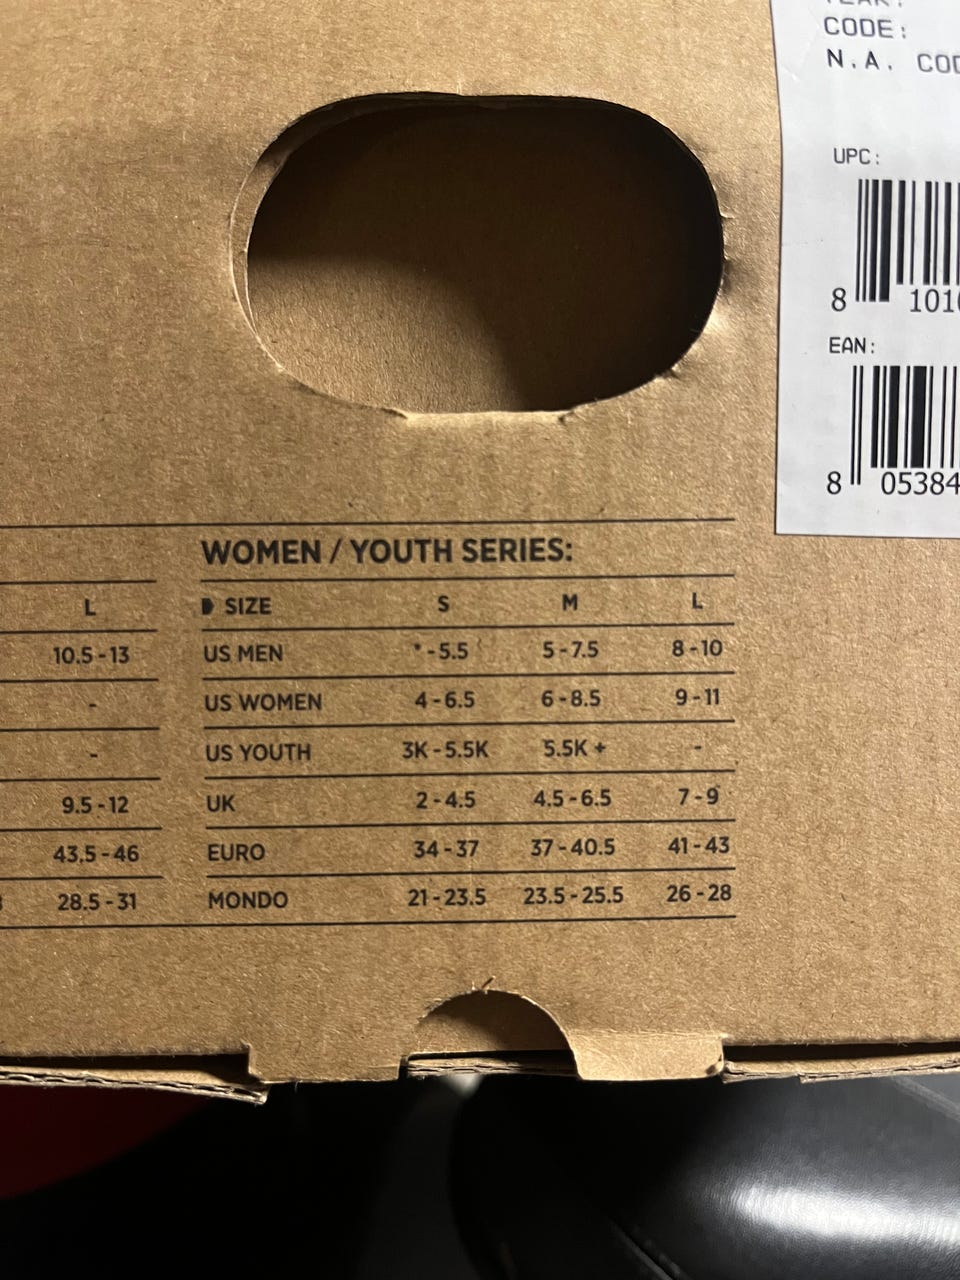 CODE:
N.A.
UPC:
8 101
EAN:
8 05384
WOMEN / YOUTH SERIES:
L
10.5 - 13
-
-
9.5 - 12
43.5 - 46
28.5 - 31
SIZE S M L
US MEN * - 5.5 5 - 7.5 8 - 10
US WOMEN 4 - 6.5 6 - 8.5 9 - 11
US YOUTH 3K - 5.5K 5.5K + -
UK 2 - 4.5 4.5 - 6.5 7 - 9
EURO 34 - 37 37 - 40.5 41 - 43
MONDO 21 - 23.5 23.5 - 25.5 26 - 28